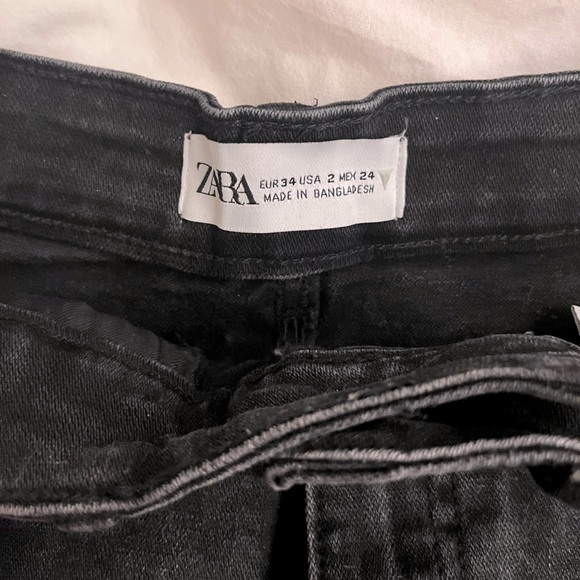 ZARA
EUR 34 USA 2 MEX 24
MADE IN BANGLADESH